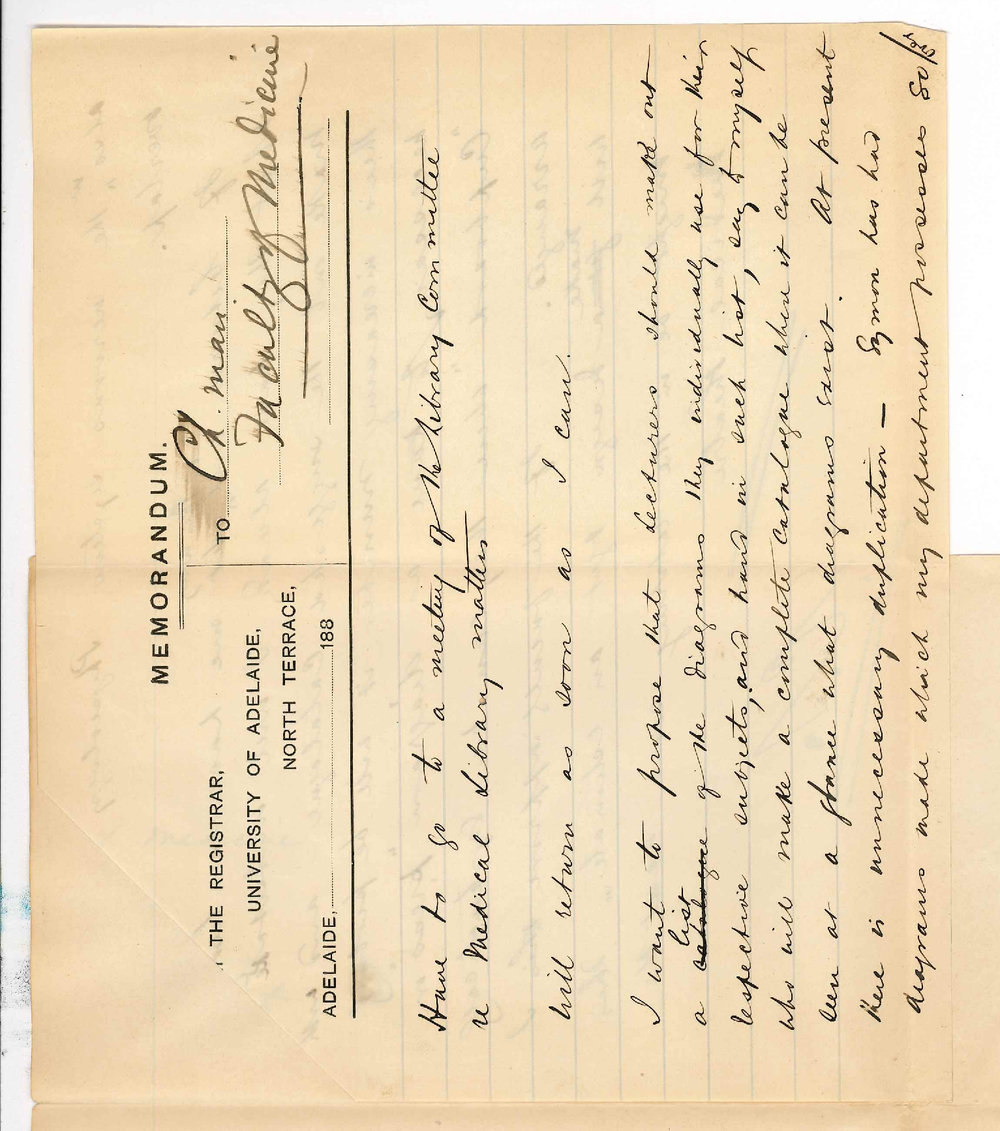 MEMORANDUM.
THE REGISTRAR,
UNIVERSITY OF ADELAIDE,
NORTH TERRACE,
ADELAIDE, 188
TO Ch. man
Faculty Medicine
Have to go to a meeting of the Library Committee
re Medical Library matters
Will return as soon as I can.
I want to propose that Lecturers should make out
a catalogue list of the diagrams they individually use for their
respective subjects, and hand in such list, say to myself
who will make a complete catalogue where it can be
seen at a glance what diagrams exist. At present
there is unnecessary duplication — Symon has had
diagrams made which my department possesses so